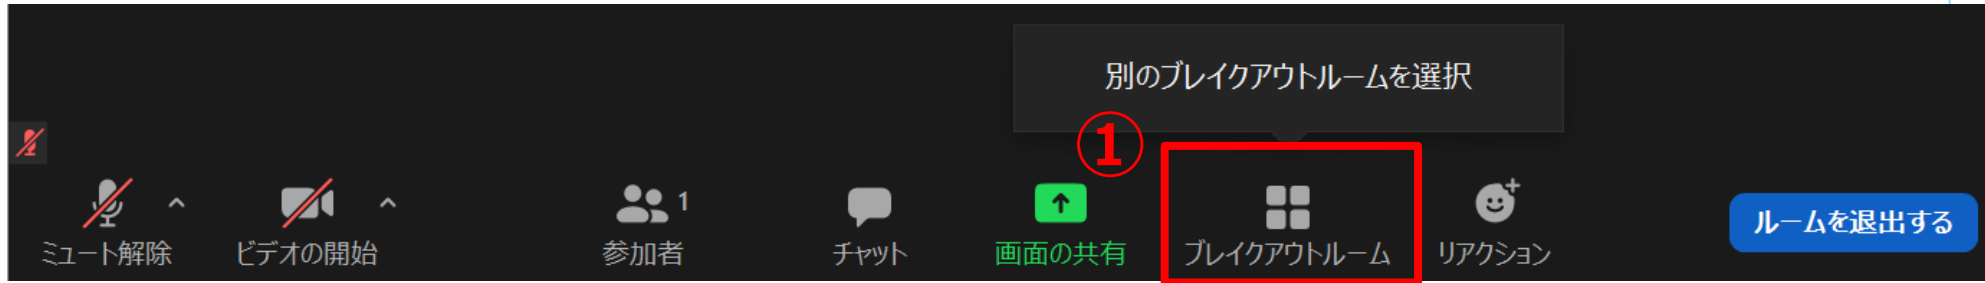 別のブレイクアウトルームを選択
①
1
ミュート解除
ビデオの開始
参加者
チャット
画面の共有
ブレイクアウトルーム
リアクション
ルームを退出する